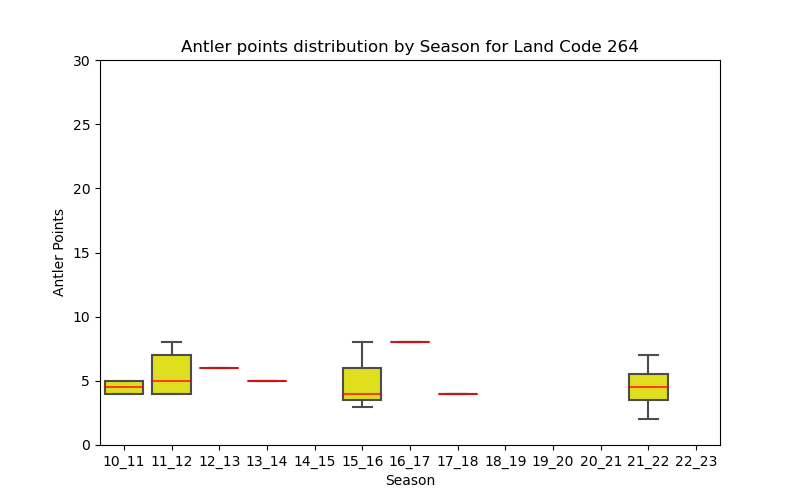 Antler points distribution by Season for Land Code 264
30
25
20
15
10
5
0
Antler Points
10_11 11_12 12_13 13_14 14_15 15_16 16_17 17_18 18_19 19_20 20_21 21_22 22_23
Season